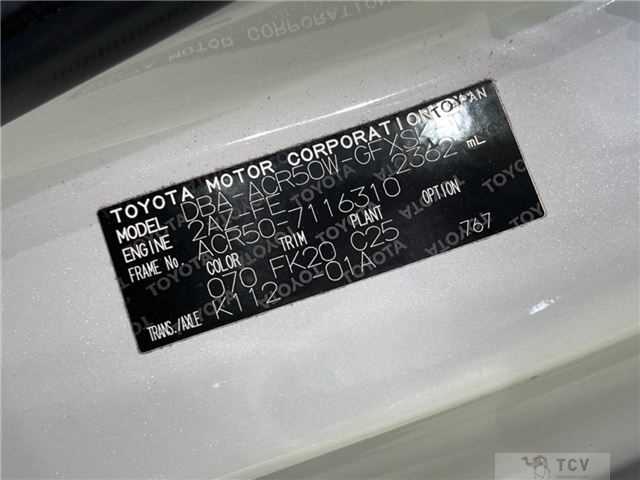 TOYOTA MOTOR CORPORATION
MODEL DBA-ACR50W-GFXSK
ENGINE 2AZ-FE 2362 mL
FRAME No. ACR50-7116310
COLOR TRIM PLANT OPTION
070 FK20 C25 767
TRANS./AXLE K112 -01A
TCV